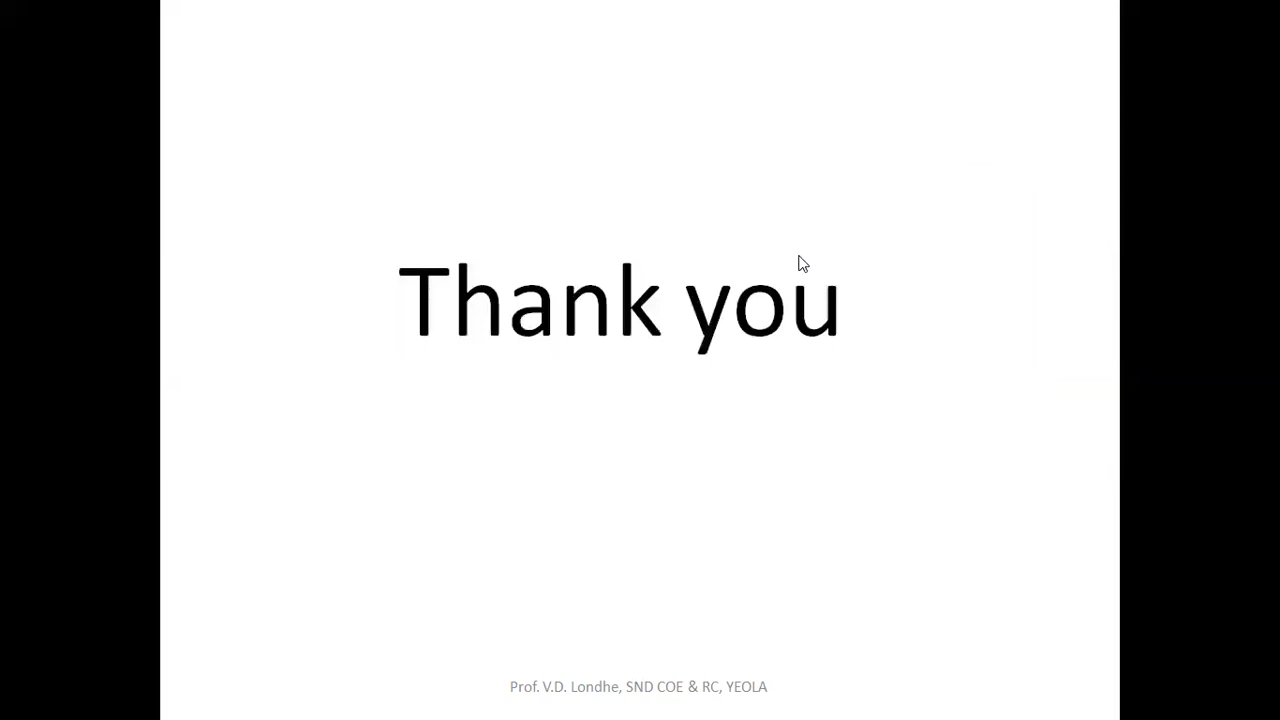 Thank you
Prof. V.D. Londhe, SND COE & RC, YEOLA